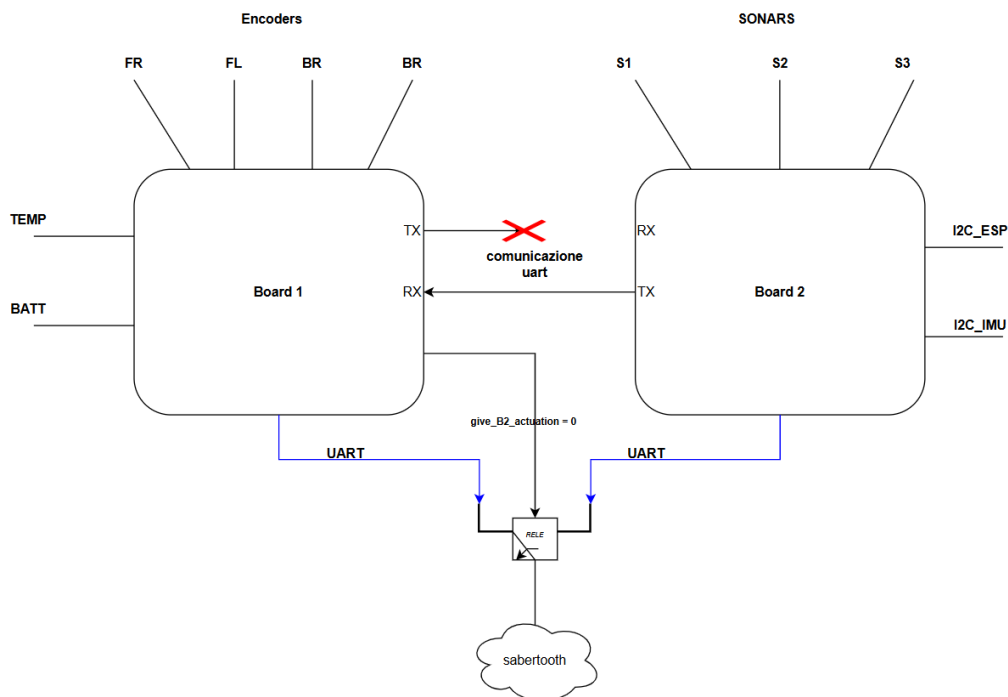 Encoders
SONARS
FR
FL
BR
BR
S1
S2
S3
TEMP
BATT
TX
RX
Board 1
comunicazione
uart
RX
TX
Board 2
I2C_ESP
I2C_IMU
give_B2_actuation = 0
UART
UART
RELE
sabertooth